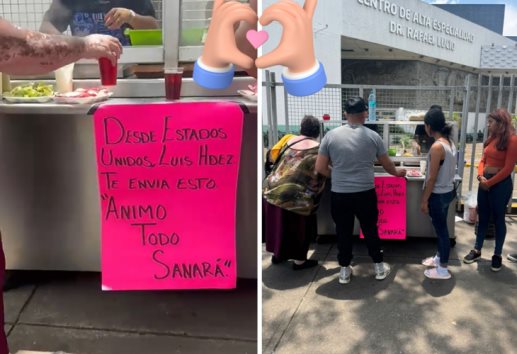 DESDE ESTADOS
UNIDOS, LUIS HDEZ
TE ENVIA ESTO.
"ANIMO
TODO
SANARÁ."
CENTRO DE ALTA ESPECIALIDAD
DR. RAFAEL LUCIO